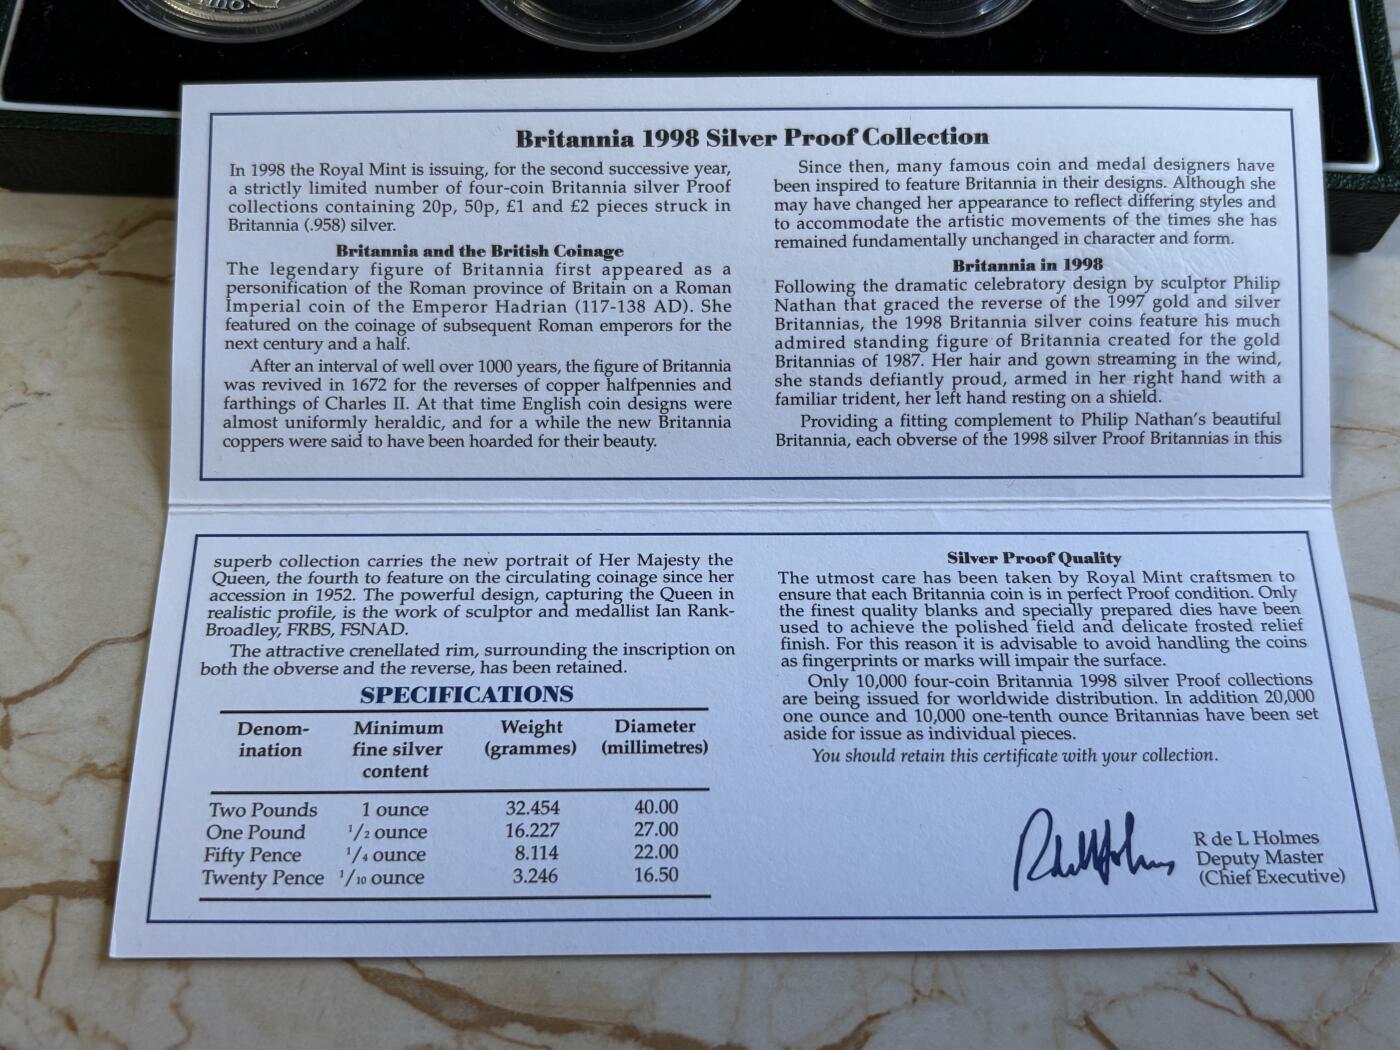 Britannia 1998 Silver Proof Collection
In 1998 the Royal Mint is issuing, for the second successive year,
a strictly limited number of four-coin Britannia silver Proof
collections containing 20p, 50p, £1 and £2 pieces struck in
Britannia (.958) silver.
Britannia and the British Coinage
The legendary figure of Britannia first appeared as a
personification of the Roman province of Britain on a Roman
Imperial coin of the Emperor Hadrian (117-138 AD). She
featured on the coinage of subsequent Roman emperors for the
next century and a half.
After an interval of well over 1000 years, the figure of Britannia
was revived in 1672 for the reverses of copper halfpennies and
farthings of Charles II. At that time English coin designs were
almost uniformly heraldic, and for a while the new Britannia
coppers were said to have been hoarded for their beauty.
Since then, many famous coin and medal designers have
been inspired to feature Britannia in their designs. Although she
may have changed her appearance to reflect differing styles and
to accommodate the artistic movements of the times she has
remained fundamentally unchanged in character and form.
Britannia in 1998
Following the dramatic celebratory design by sculptor Philip
Nathan that graced the reverse of the 1997 gold and silver
Britannias, the 1998 Britannia silver coins feature his much
admired standing figure of Britannia created for the gold
Britannias of 1987. Her hair and gown streaming in the wind,
she stands defiantly proud, armed in her right hand with a
familiar trident, her left hand resting on a shield.
Providing a fitting complement to Philip Nathan's beautiful
Britannia, each obverse of the 1998 silver Proof Britannias in this
superb collection carries the new portrait of Her Majesty the
Queen, the fourth to feature on the circulating coinage since her
accession in 1952. The powerful design, capturing the Queen in
realistic profile, is the work of sculptor and medallist Ian Rank-
Broadley, FRBS, FSNAD.
The attractive crenellated rim, surrounding the inscription on
both the obverse and the reverse, has been retained.
SPECIFICATIONS
Denom- Minimum Weight Diameter
ination fine silver (grammes) (millimetres)
content
Two Pounds 1 ounce 32.454 40.00
One Pound 1/2 ounce 16.227 27.00
Fifty Pence 1/4 ounce 8.114 22.00
Twenty Pence 1/10 ounce 3.246 16.50
Silver Proof Quality
The utmost care has been taken by Royal Mint craftsmen to
ensure that each Britannia coin is in perfect Proof condition. Only
the finest quality blanks and specially prepared dies have been
used to achieve the polished field and delicate frosted relief
finish. For this reason it is advisable to avoid handling the coins
as fingerprints or marks will impair the surface.
Only 10,000 four-coin Britannia 1998 silver Proof collections
are being issued for worldwide distribution. In addition 20,000
one ounce and 10,000 one-tenth ounce Britannias have been set
aside for issue as individual pieces.
You should retain this certificate with your collection.
R de L Holmes
Deputy Master
(Chief Executive)